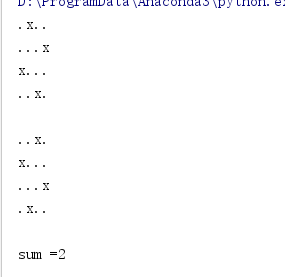 D:\ProgramData\Anaconda3\python.e
.x..
...x
x...
..x.
..x.
x...
...x
.x..
sum =2